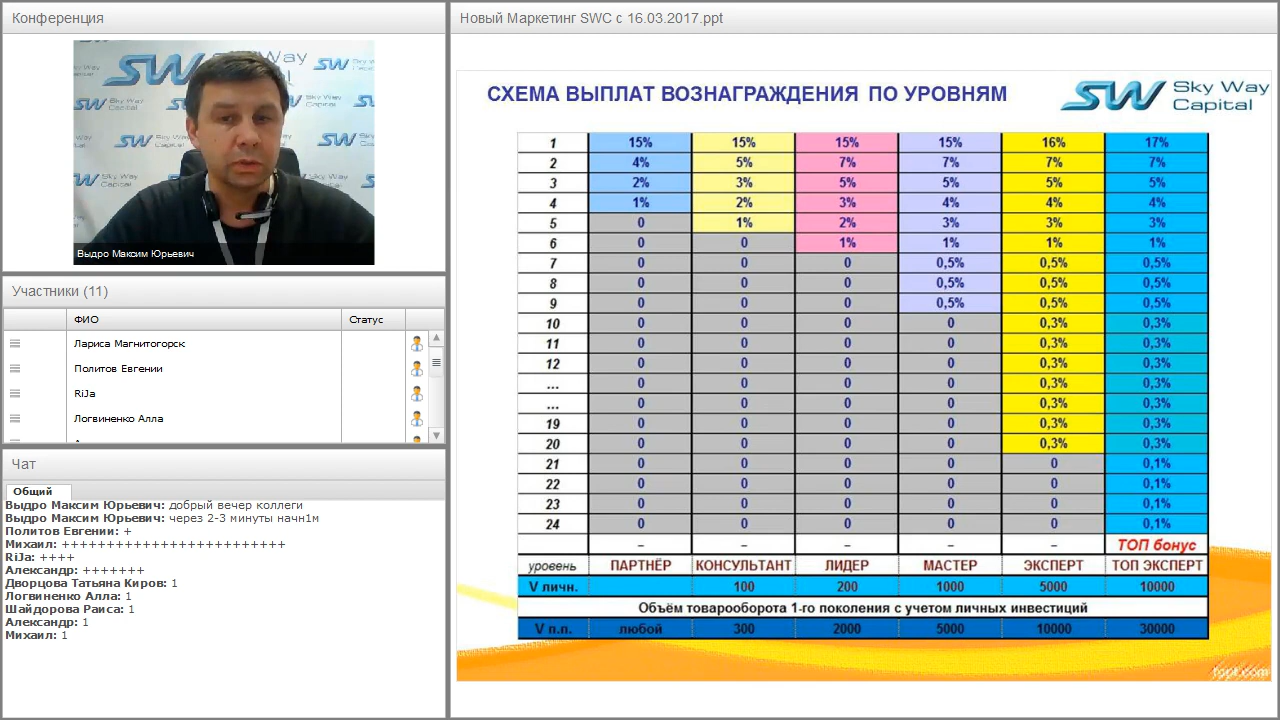 Конференция
SW Sky Way Capital
Выдро Максим Юрьевич
Участники (11)
ФИО Статус
Лариса Магнитогорск
Политов Евгении
RiJa
Логвиненко Алла
Чат
Общий
Выдро Максим Юрьевич: добрый вечер коллеги
Выдро Максим Юрьевич: через 2-3 минуты начн1м
Политов Евгении: +
Михаил: +++++++++++++++++++++++++
RiJa: ++++
Александр: +++++++
Дворцова Татьяна Киров: 1
Логвиненко Алла: 1
Шайдорова Раиса: 1
Александр: 1
Михаил: 1
Новый Маркетинг SWC с 16.03.2017.ppt
СХЕМА ВЫПЛАТ ВОЗНАГРАЖДЕНИЯ ПО УРОВНЯМ
SW Sky Way Capital
1 15% 15% 15% 15% 16% 17%
2 4% 5% 7% 7% 7% 7%
3 2% 3% 5% 5% 5% 5%
4 1% 2% 3% 4% 4% 4%
5 0 1% 2% 3% 3% 3%
6 0 0 1% 1% 1% 1%
7 0 0 0 0,5% 0,5% 0,5%
8 0 0 0 0,5% 0,5% 0,5%
9 0 0 0 0,5% 0,5% 0,5%
10 0 0 0 0 0,3% 0,3%
11 0 0 0 0 0,3% 0,3%
12 0 0 0 0 0,3% 0,3%
... 0 0 0 0 0,3% 0,3%
... 0 0 0 0 0,3% 0,3%
19 0 0 0 0 0,3% 0,3%
20 0 0 0 0 0,3% 0,3%
21 0 0 0 0 0 0,1%
22 0 0 0 0 0 0,1%
23 0 0 0 0 0 0,1%
24 0 0 0 0 0 0,1%
– – – – – ТОП бонус
уровень ПАРТНЁР КОНСУЛЬТАНТ ЛИДЕР МАСТЕР ЭКСПЕРТ ТОП ЭКСПЕРТ
V личн. 100 200 1000 5000 10000
Объём товарооборота 1-го поколения с учетом личных инвестиций
V п.п. любой 300 2000 5000 10000 30000
fopt.com